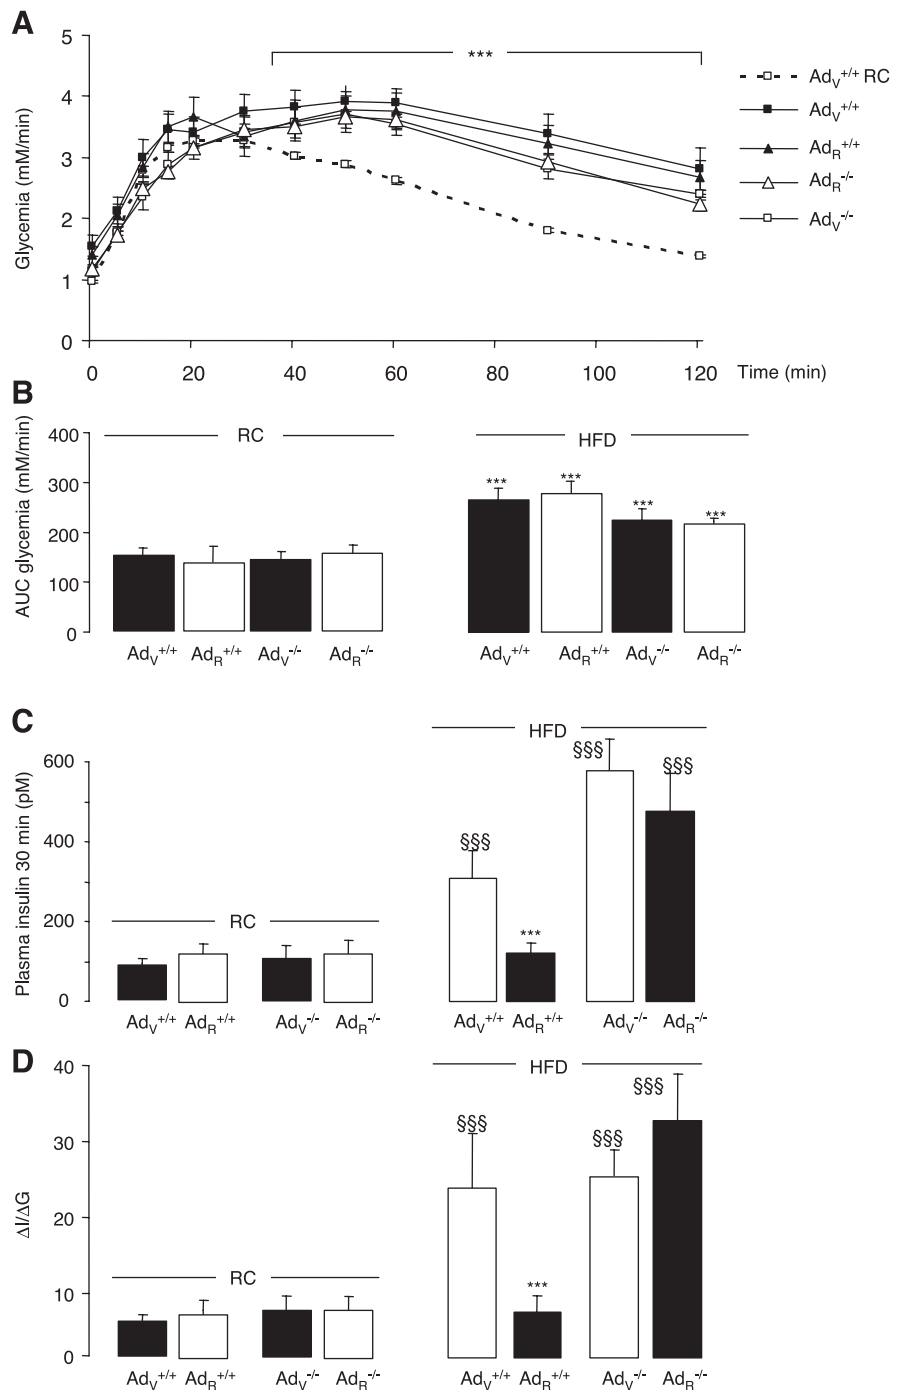 A
Glycemia (mM/min)
5
4
3
2
1
0
***
Ad_V^+/+ RC
Ad_V^+/+
Ad_R^+/+
Ad_R^-/-
Ad_V^-/-
0 20 40 60 80 100 120 Time (min)
B
AUC glycemia (mM/min)
400
300
200
100
0
RC
HFD
*** *** *** ***
Ad_V^+/+ Ad_R^+/+ Ad_V^-/- Ad_R^-/- Ad_V^+/+ Ad_R^+/+ Ad_V^-/- Ad_R^-/-
C
Plasma insulin 30 min (pM)
600
400
200
0
RC
HFD
§§§ *** §§§ §§§
Ad_V^+/+ Ad_R^+/+ Ad_V^-/- Ad_R^-/- Ad_V^+/+ Ad_R^+/+ Ad_V^-/- Ad_R^-/-
D
ΔI/ΔG
40
30
20
10
0
RC
HFD
§§§ *** §§§ §§§
Ad_V^+/+ Ad_R^+/+ Ad_V^-/- Ad_R^-/- Ad_V^+/+ Ad_R^+/+ Ad_V^-/- Ad_R^-/-